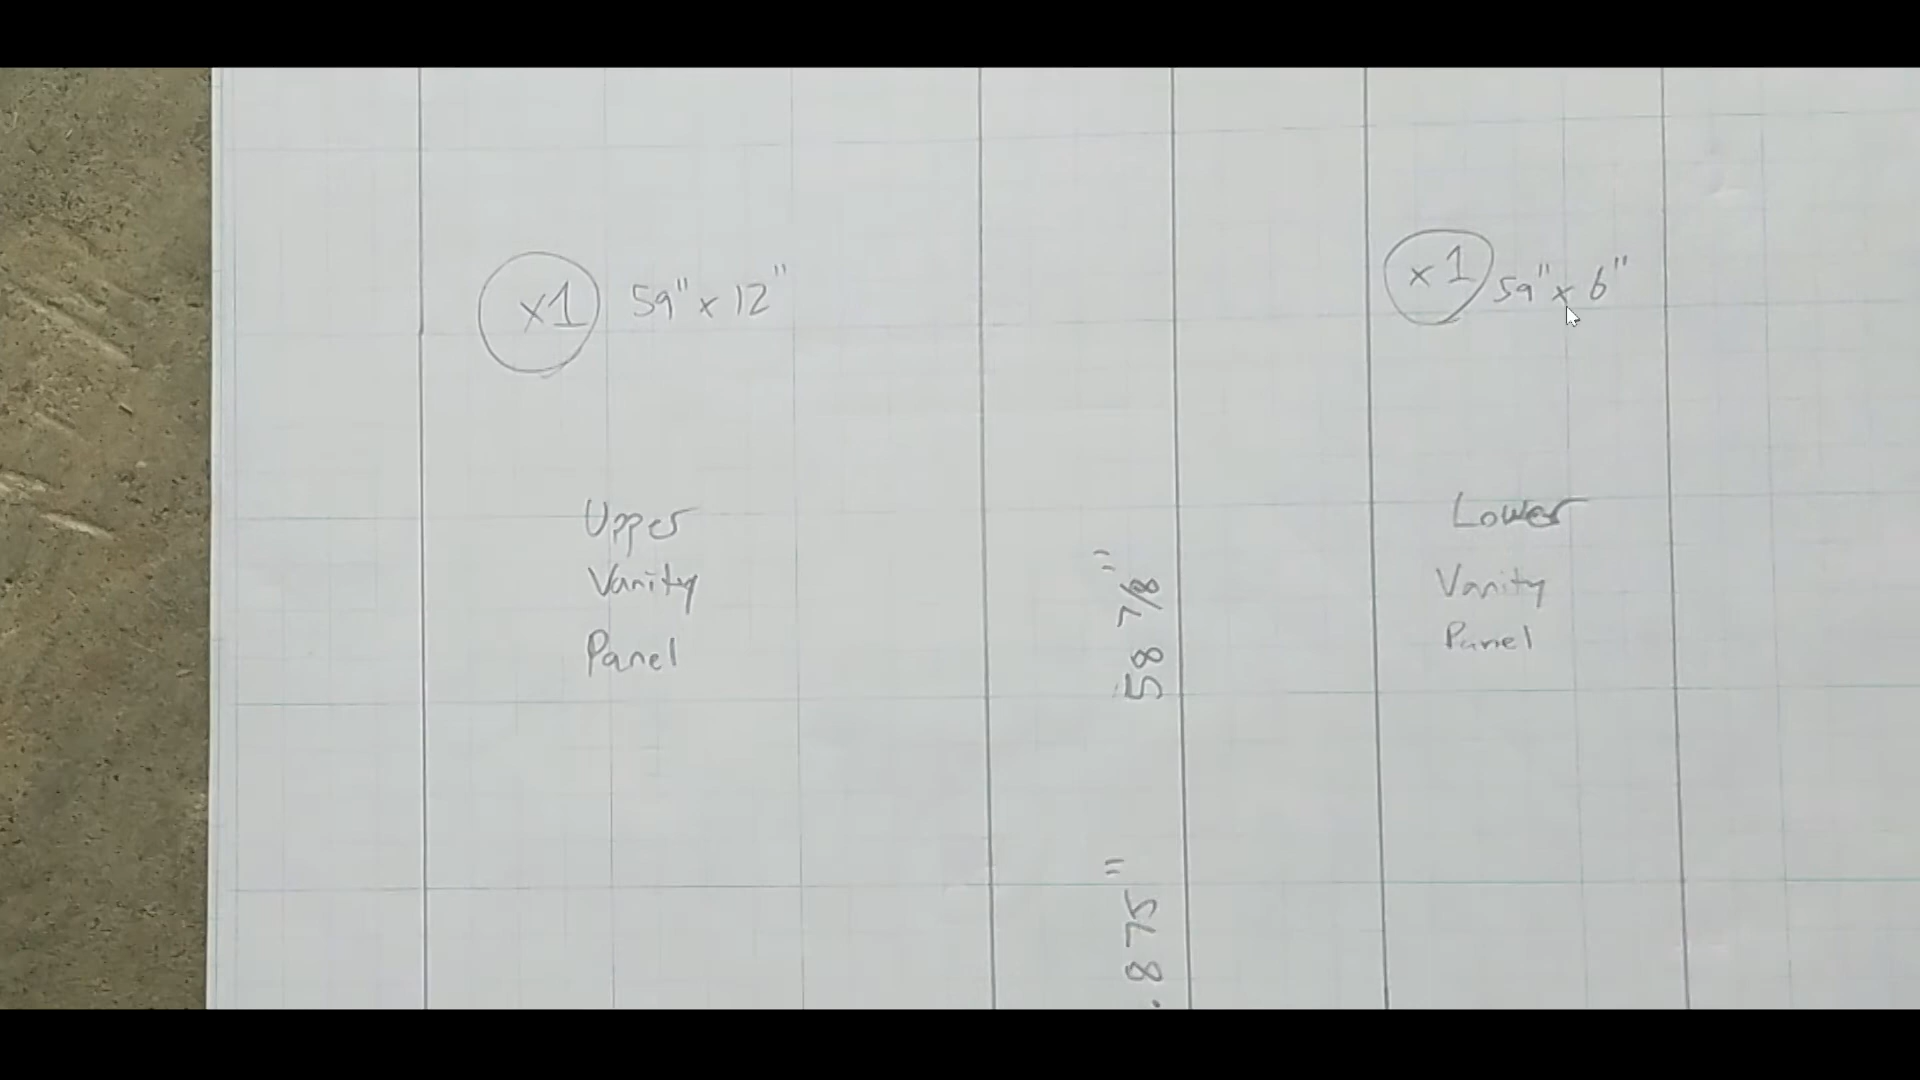 x1 59" x 12"
Upper
Vanity
Panel
58 7/8"
.875"
x1 59" x 6"
Lower
Vanity
Panel